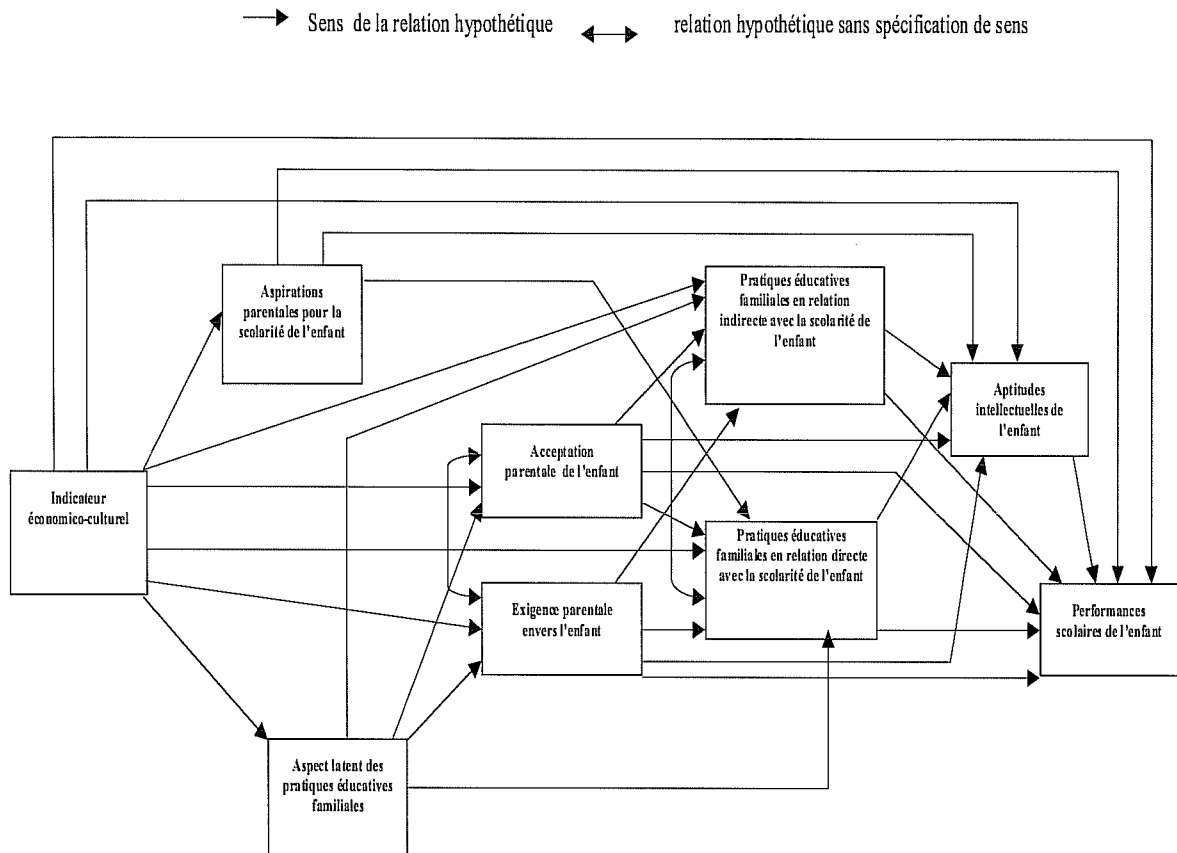 Sens de la relation hypothétique
relation hypothétique sans spécification de sens
Aspirations
parentales pour la
scolarité de l'enfant
Pratiques éducatives
familiales en relation
indirecte avec la scolarité de
l'enfant
Aptitudes
intellectuelles de
l'enfant
Acceptation
parentale de l'enfant
Indicateur
économico-culturel
Pratiques éducatives
familiales en relation directe
avec la scolarité de l'enfant
Exigence parentale
envers l'enfant
Performances
scolaires de l'enfant
Aspect latent des
pratiques éducatives
familiales